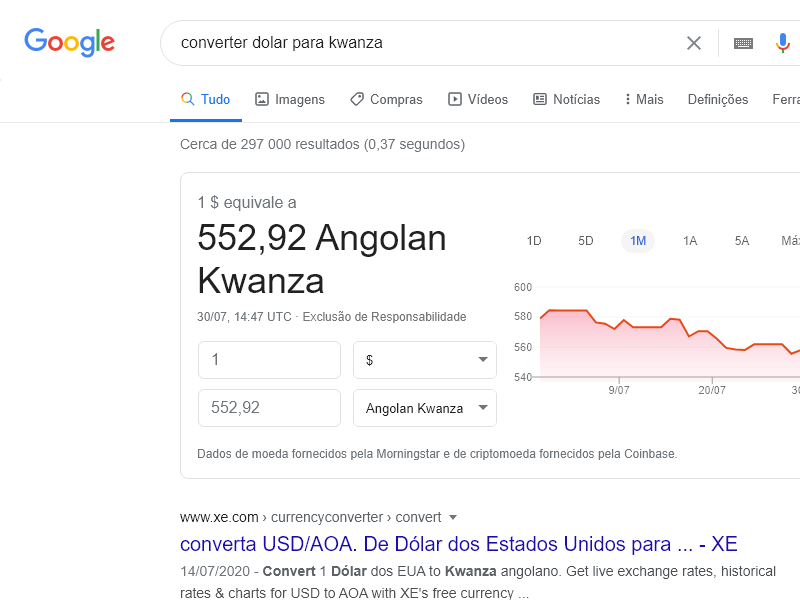 Google
converter dolar para kwanza
Tudo Imagens Compras Vídeos Notícias Mais Definições
Cerca de 297 000 resultados (0,37 segundos)
1 $ equivale a
552,92 Angolan
Kwanza
30/07, 14:47 UTC · Exclusão de Responsabilidade
1 $
552,92 Angolan Kwanza
1D 5D 1M 1A 5A
600
580
560
540
9/07 20/07
Dados de moeda fornecidos pela Morningstar e de criptomoeda fornecidos pela Coinbase.
www.xe.com › currencyconverter › convert
converta USD/AOA. De Dólar dos Estados Unidos para ... - XE
14/07/2020 - Convert 1 Dólar dos EUA to Kwanza angolano. Get live exchange rates, historical
rates & charts for USD to AOA with XE's free currency ...